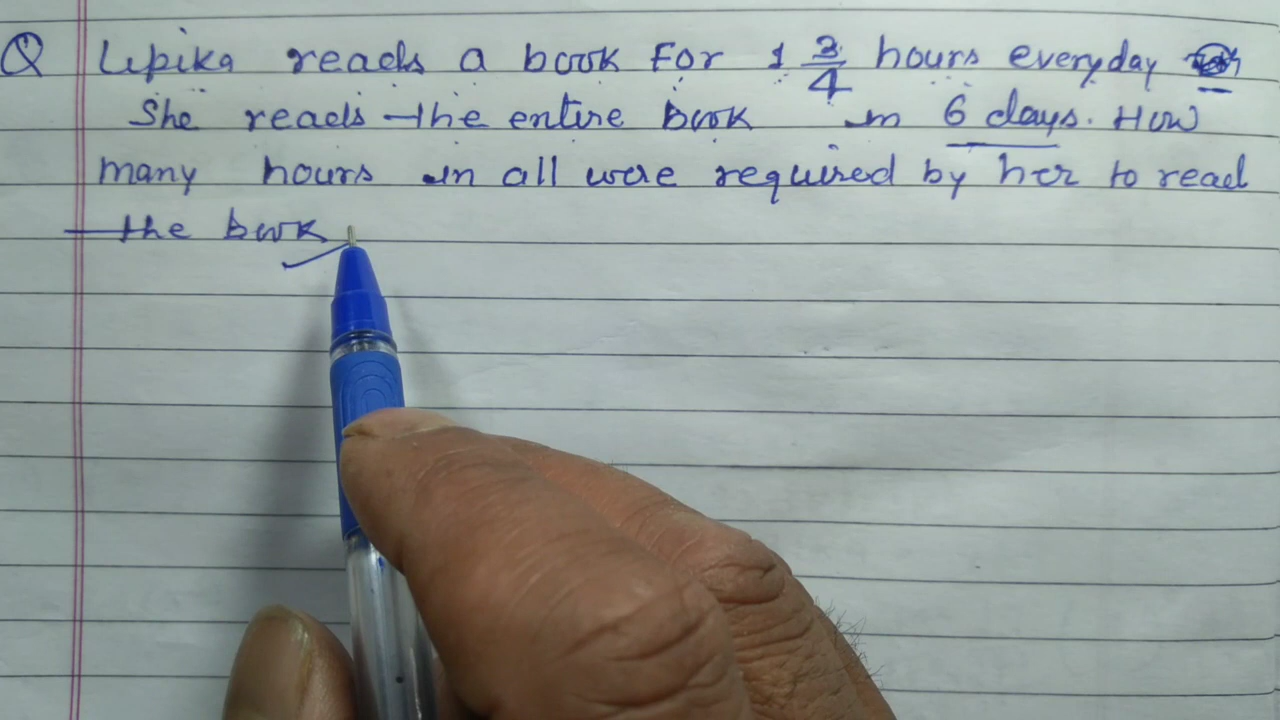 Q Lipika reads a book For 1 3/4 hours everyday
She reads the entire book in 6 days. How
many hours in all were required by her to read
the book